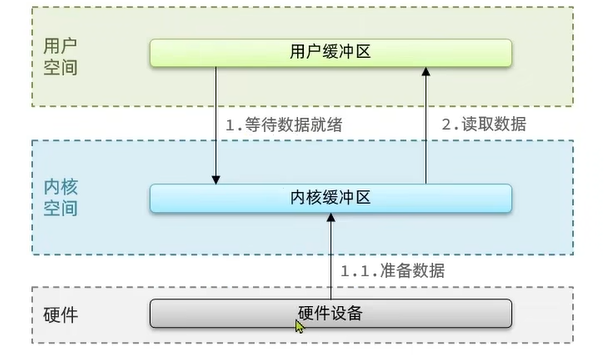 用户
空间
用户缓冲区
1.等待数据就绪
2.读取数据
内核
空间
内核缓冲区
1.1.准备数据
硬件
硬件设备